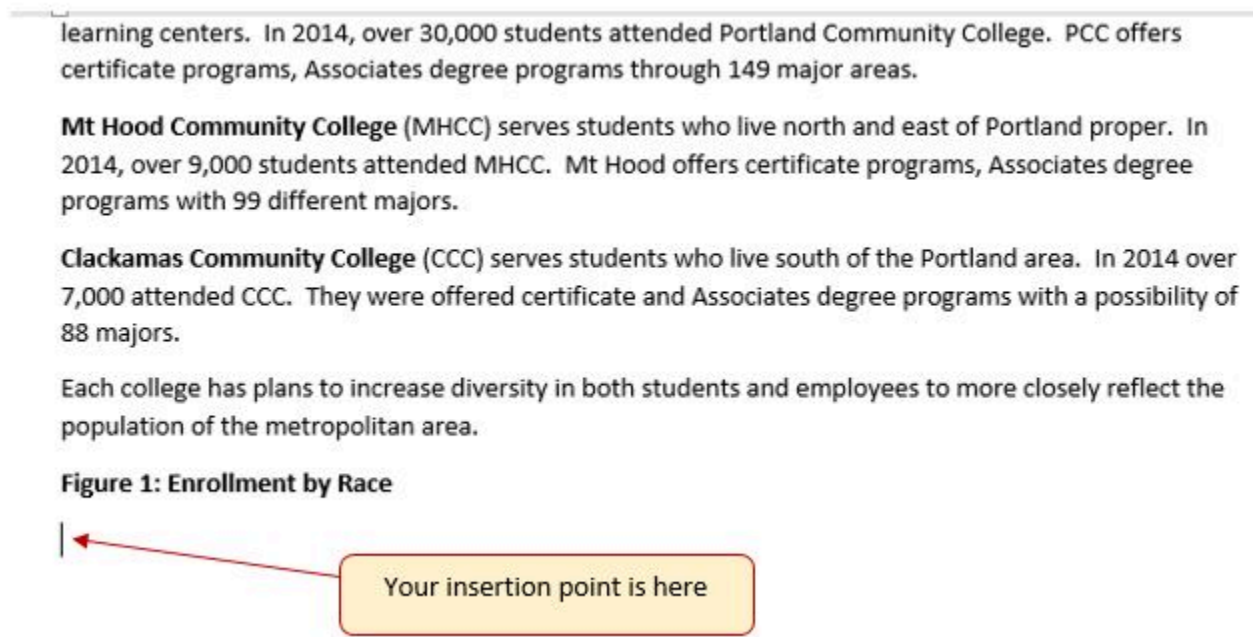 learning centers.  In 2014, over 30,000 students attended Portland Community College.  PCC offers
certificate programs, Associates degree programs through 149 major areas.
Mt Hood Community College (MHCC) serves students who live north and east of Portland proper.  In
2014, over 9,000 students attended MHCC.  Mt Hood offers certificate programs, Associates degree
programs with 99 different majors.
Clackamas Community College (CCC) serves students who live south of the Portland area.  In 2014 over
7,000 attended CCC.  They were offered certificate and Associates degree programs with a possibility of
88 majors.
Each college has plans to increase diversity in both students and employees to more closely reflect the
population of the metropolitan area.
Figure 1: Enrollment by Race
Your insertion point is here